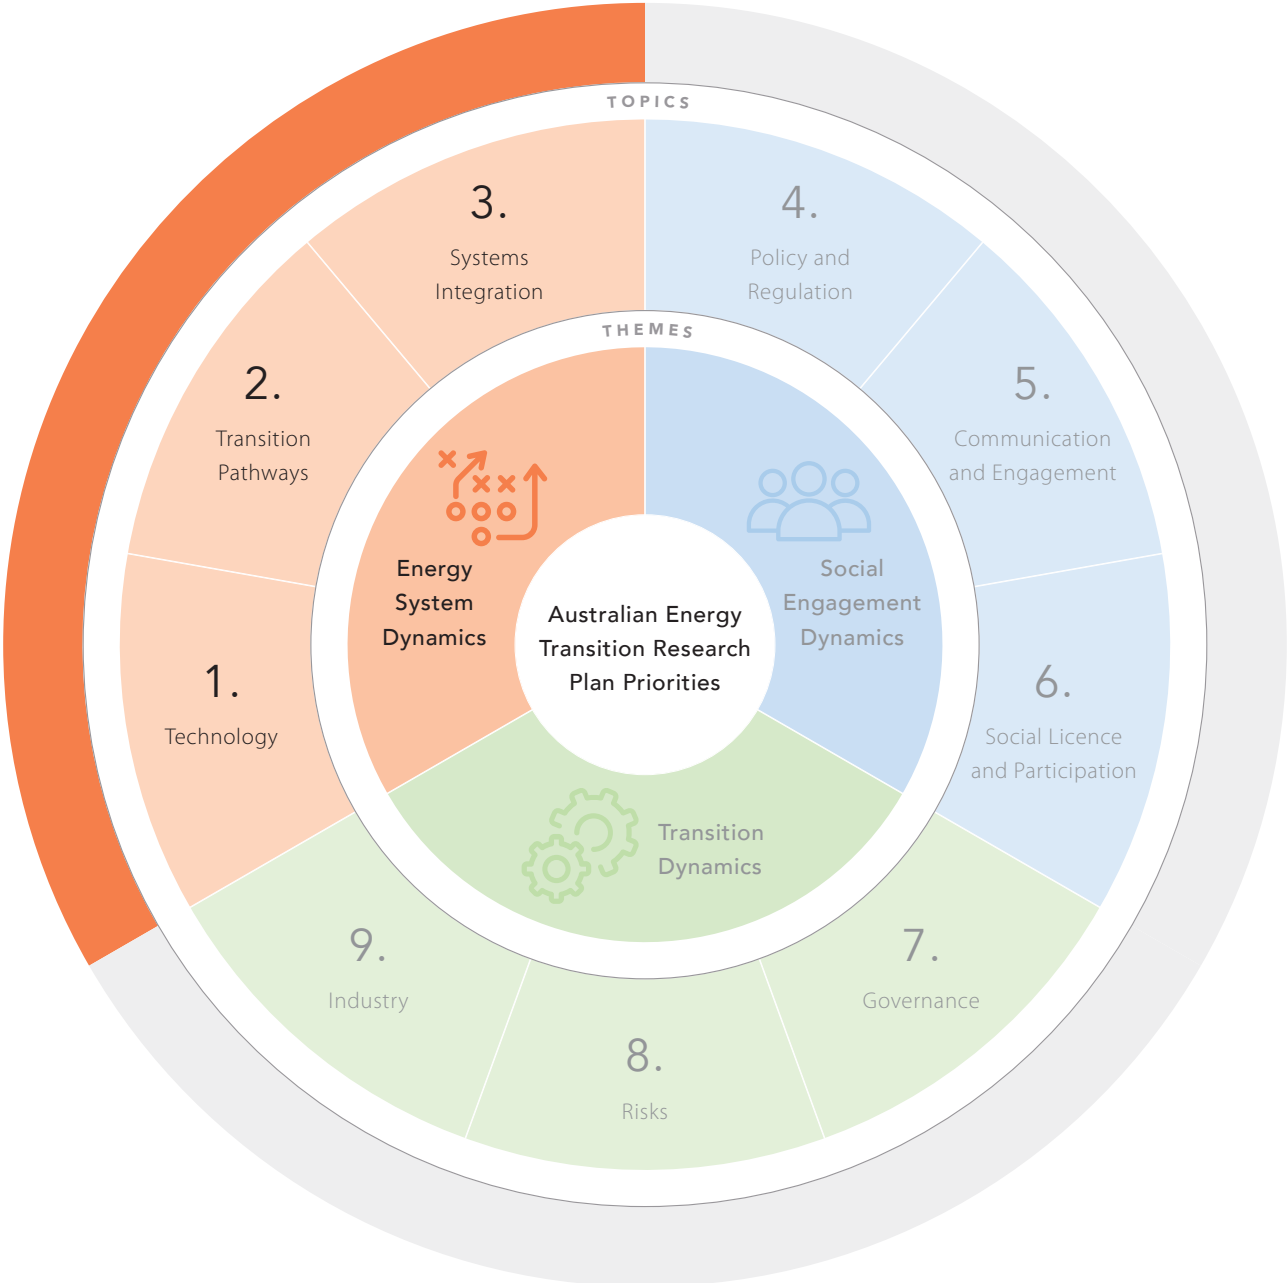 TOPICS
3.
Systems
Integration
4.
Policy and
Regulation
2.
Transition
Pathways
5.
Communication
and Engagement
1.
Technology
6.
Social Licence
and Participation
THEMES
Energy
System
Dynamics
Social
Engagement
Dynamics
Australian Energy
Transition Research
Plan Priorities
Transition
Dynamics
9.
Industry
7.
Governance
8.
Risks